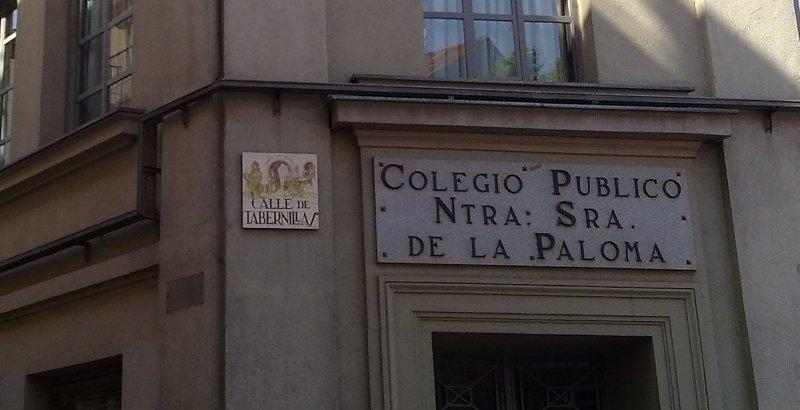 CALLE DE
TABERNILLAS
COLEGIO PUBLICO
NTRA: SRA.
DE LA PALOMA